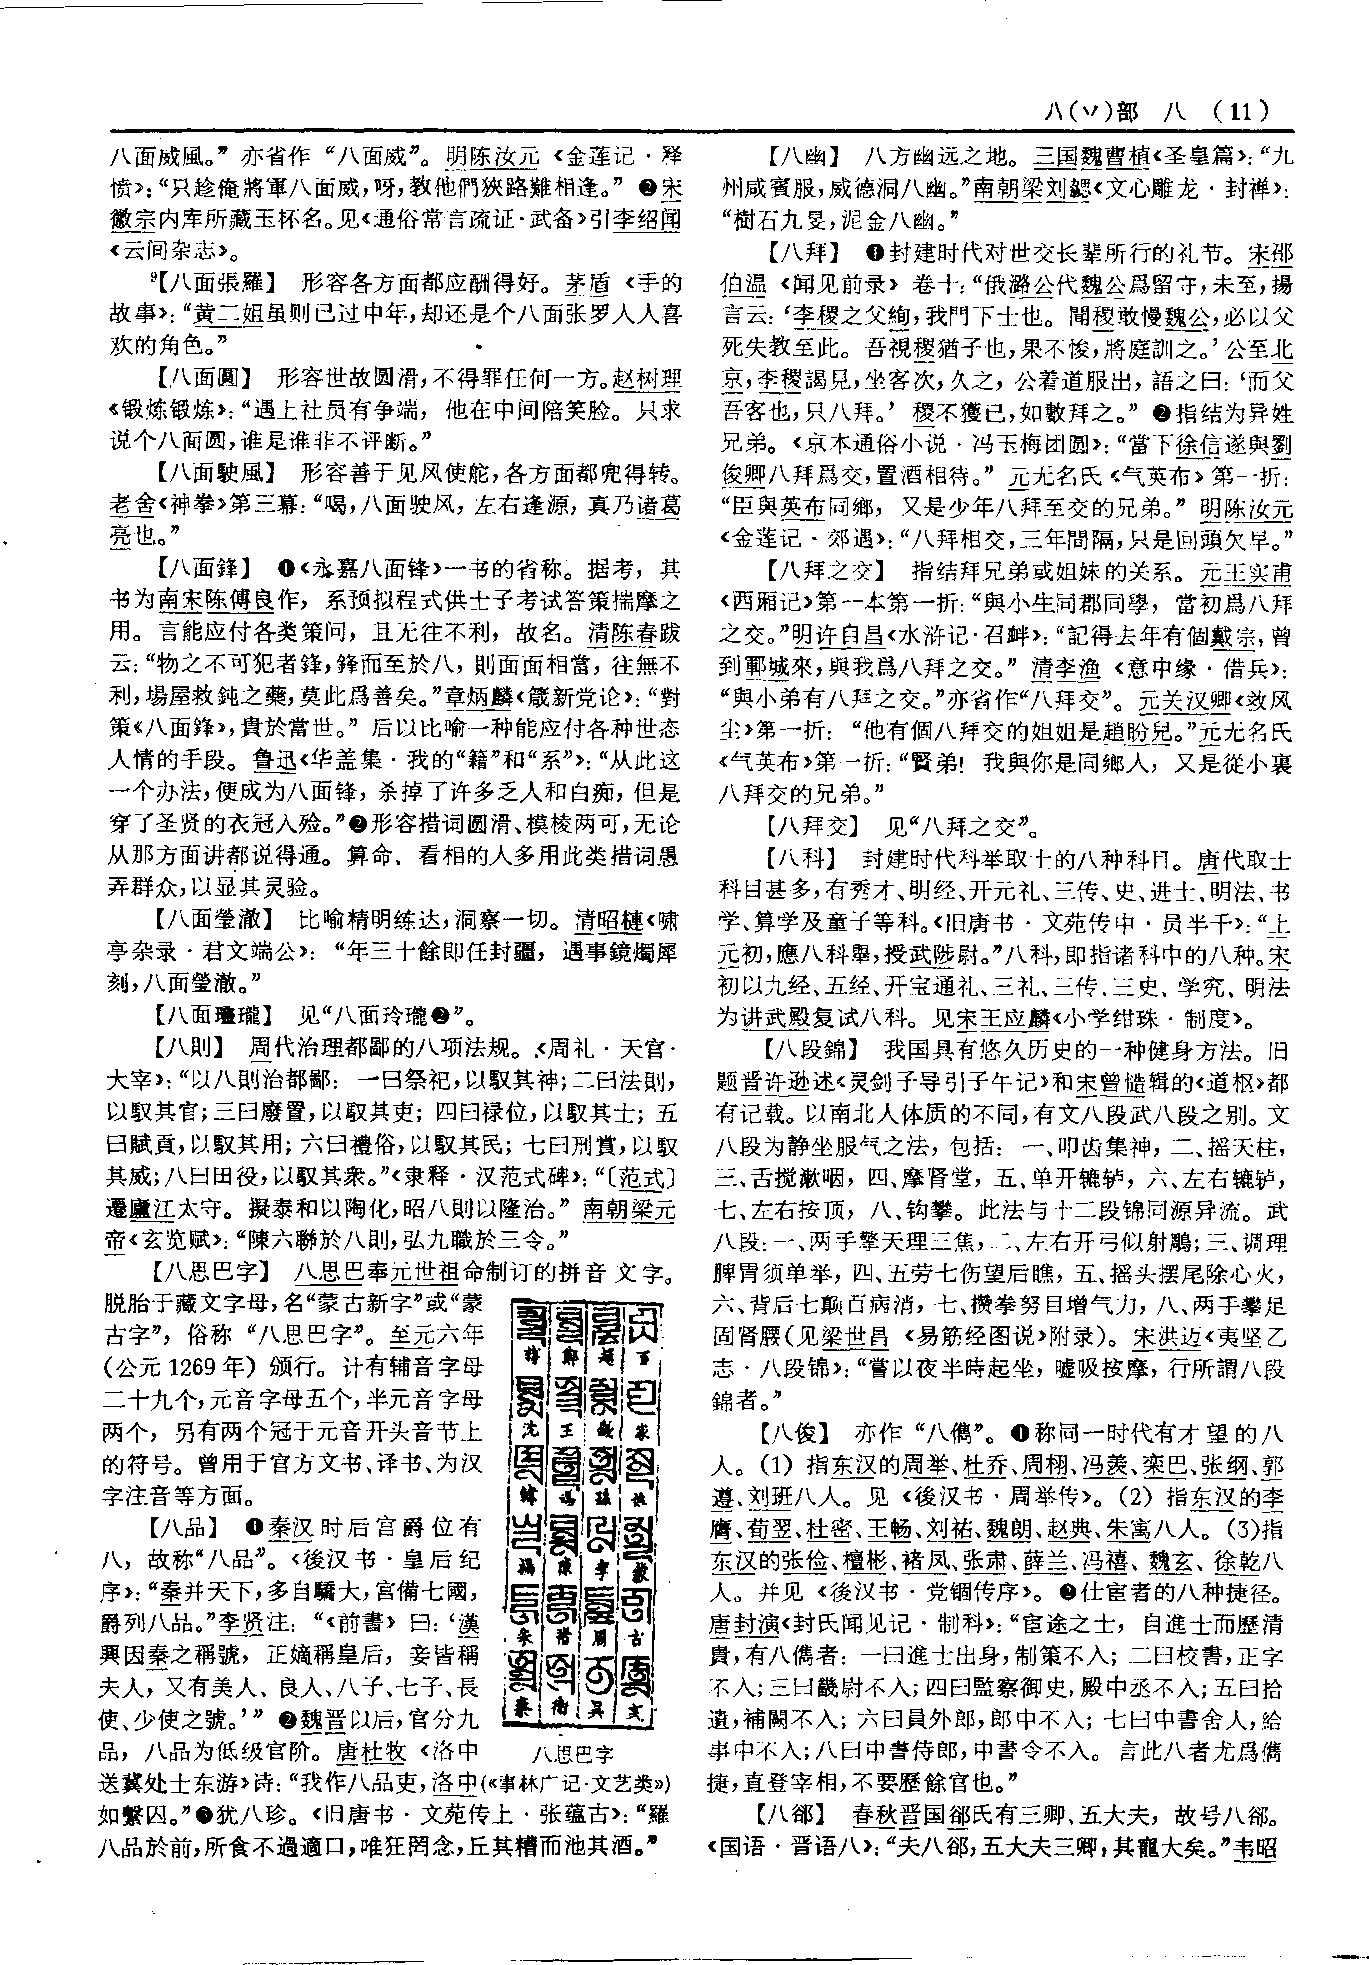 八(丷)部　八　(11)
八面威風。”亦省作“八面威”。明陈汝元《金莲记·释
愤》：“只趁俺將軍八面威，呀，教他們狹路難相逢。”❷宋
徽宗内库所藏玉杯名。见《通俗常言疏证·武备》引李绍闻
《云间杂志》。
【八面張羅】　形容各方面都应酬得好。茅盾《手的
故事》：“黄二姐虽则已过中年，却还是个八面张罗人人喜
欢的角色。”
【八面圓】　形容世故圆滑，不得罪任何一方。赵树理
《锻炼锻炼》：“遇上社员有争端，他在中间陪笑脸。只求
说个八面圆，谁是谁非不评断。”
【八面駛風】　形容善于见风使舵，各方面都兜得转。
老舍《神拳》第三幕：“喝，八面驶风，左右逢源，真乃诸葛
亮也。”
【八面鋒】　❶《永嘉八面锋》一书的省称。据考，其
书为南宋陈傅良作，系预拟程式供士子考试答策揣摩之
用。言能应付各类策问，且无往不利，故名。清陈春跋
云：“物之不可犯者鋒，鋒而至於八，則面面相當，往無不
利，場屋救鈍之藥，莫此爲善矣。”章炳麟《箴新党论》：“對
策《八面鋒》，貴於當世。”后以比喻一种能应付各种世态
人情的手段。鲁迅《华盖集·我的“籍”和“系”》：“从此这
一个办法，便成为八面锋，杀掉了许多乏人和白痴，但是
穿了圣贤的衣冠入殓。”❷形容措词圆滑、模棱两可，无论
从那方面讲都说得通。算命、看相的人多用此类措词愚
弄群众，以显其灵验。
【八面瑩澈】　比喻精明练达，洞察一切。清昭槤《啸
亭杂录·君文端公》：“年三十餘即任封疆，遇事鏡燭犀
刻，八面瑩澈。”
【八面瓏瓏】　见“八面玲瓏❷”。
【八則】　周代治理都鄙的八项法规。《周礼·天官·
大宰》：“以八則治都鄙：一曰祭祀，以馭其神；二曰法則，
以馭其官；三曰廢置，以馭其吏；四曰禄位，以馭其士；五
曰賦貢，以馭其用；六曰禮俗，以馭其民；七曰刑賞，以馭
其威；八曰田役，以馭其衆。”《隶释·汉范式碑》：“〔范式〕
遷廬江太守。擬泰和以陶化，昭八則以隆治。”南朝梁元
帝《玄览赋》：“陳六聯於八則，弘九職於三令。”
【八思巴字】　八思巴奉元世祖命制订的拼音文字。
脱胎于藏文字母，名“蒙古新字”或“蒙
古字”，俗称“八思巴字”。至元六年
(公元1269年)颁行。计有辅音字母
二十九个，元音字母五个，半元音字母
两个，另有两个冠于元音开头音节上
的符号。曾用于官方文书、译书、为汉
字注音等方面。
【八品】　❶秦汉时后宫爵位有
八，故称“八品”。《後汉书·皇后纪
序》：“秦并天下，多自驕大，宫備七國，
爵列八品。”李贤注：“《前書》曰：‘漢
興因秦之稱號，正嫡稱皇后，妾皆稱
夫人，又有美人、良人、八子、七子、長
使、少使之號。’”❷魏晋以后，官分九
品，八品为低级官阶。唐杜牧《洛中
送冀处士东游》诗：“我作八品吏，洛中
如繫囚。”❸犹八珍。《旧唐书·文苑传上·张蕴古》：“羅
八品於前，所食不過適口，唯狂罔念，丘其糟而池其酒。”
蒋 鄭 趙 百
沈 王 錢 家
韓 馮 孫 姓
楊 陳 李 蒙
朱 褚 周 古
秦 衛 吴 文
八思巴字
(《事林广记·文艺类》)
【八幽】　八方幽远之地。三国魏曹植《圣皇篇》：“九
州咸賓服，威德洞八幽。”南朝梁刘勰《文心雕龙·封禅》：
“樹石九旻，泥金八幽。”
【八拜】　❶封建时代对世交长辈所行的礼节。宋邵
伯温《闻见前录》卷十：“俄潞公代魏公爲留守，未至，揚
言云：‘李稷之父絢，我門下士也。聞稷敢慢魏公，必以父
死失教至此。吾視稷猶子也，果不悛，將庭訓之。’公至北
京，李稷謁見，坐客次，久之，公着道服出，語之曰：‘而父
吾客也，只八拜。’稷不獲已，如數拜之。”❷指结为异姓
兄弟。《京本通俗小说·冯玉梅团圆》：“當下徐信遂與劉
俊卿八拜爲交，置酒相待。”元无名氏《气英布》第一折：
“臣與英布同鄉，又是少年八拜至交的兄弟。”明陈汝元
《金莲记·郊遇》：“八拜相交，三年間隔，只是回頭欠早。”
【八拜之交】　指结拜兄弟或姐妹的关系。元王实甫
《西厢记》第一本第一折：“與小生同郡同學，當初爲八拜
之交。”明许自昌《水浒记·召衅》：“記得去年有個戴宗，曾
到鄆城來，與我爲八拜之交。”清李渔《意中缘·借兵》：
“與小弟有八拜之交。”亦省作“八拜交”。元关汉卿《救风
尘》第一折：“他有個八拜交的姐姐是趙盼兒。”元无名氏
《气英布》第一折：“賢弟！我與你是同鄉人，又是從小裏
八拜交的兄弟。”
【八拜交】　见“八拜之交”。
【八科】　封建时代科举取士的八种科目。唐代取士
科目甚多，有秀才、明经、开元礼、三传、史、进士、明法、书
学、算学及童子等科。《旧唐书·文苑传中·员半千》：“上
元初，應八科舉，授武陟尉。”八科，即指诸科中的八种。宋
初以九经、五经、开宝通礼、三礼、三传、三史、学究、明法
为讲武殿复试八科。见宋王应麟《小学绀珠·制度》。
【八段錦】　我国具有悠久历史的一种健身方法。旧
题晋许逊述《灵剑子导引子午记》和宋曾慥辑的《道枢》都
有记载。以南北人体质的不同，有文八段武八段之别。文
八段为静坐服气之法，包括：一、叩齿集神，二、摇天柱，
三、舌搅漱咽，四、摩肾堂，五、单开辘轳，六、左右辘轳，
七、左右按顶，八、钩攀。此法与十二段锦同源异流。武
八段：一、两手擎天理三焦，二、左右开弓似射鵰；三、调理
脾胃须单举，四、五劳七伤望后瞧，五、摇头摆尾除心火，
六、背后七颠百病消，七、攒拳努目增气力，八、两手攀足
固肾腰(见梁世昌《易筋经图说》附录)。宋洪迈《夷坚乙
志·八段锦》：“嘗以夜半時起坐，嘘吸按摩，行所謂八段
錦者。”
【八俊】　亦作“八儁”。❶称同一时代有才望的八
人。(1)指东汉的周举、杜乔、周栩、冯羡、栾巴、张纲、郭
遵、刘班八人。见《後汉书·周举传》。(2)指东汉的李
膺、荀翌、杜密、王畅、刘祐、魏朗、赵典、朱寓八人。(3)指
东汉的张俭、檀彬、褚凤、张肃、薛兰、冯禧、魏玄、徐乾八
人。并见《後汉书·党锢传序》。❷仕宦者的八种捷径。
唐封演《封氏闻见记·制科》：“宦途之士，自進士而歷清
貴，有八儁者：一曰進士出身，制策不入；二曰校書，正字
不入；三曰畿尉不入；四曰監察御史，殿中丞不入；五曰拾
遺，補闕不入；六曰員外郎，郎中不入；七曰中書舍人，給
事中不入；八曰中書侍郎，中書令不入。言此八者尤爲儁
捷，直登宰相，不要歷餘官也。”
【八郤】　春秋晋国郤氏有三卿、五大夫，故号八郤。
《国语·晋语八》：“夫八郤，五大夫三卿，其寵大矣。”韦昭